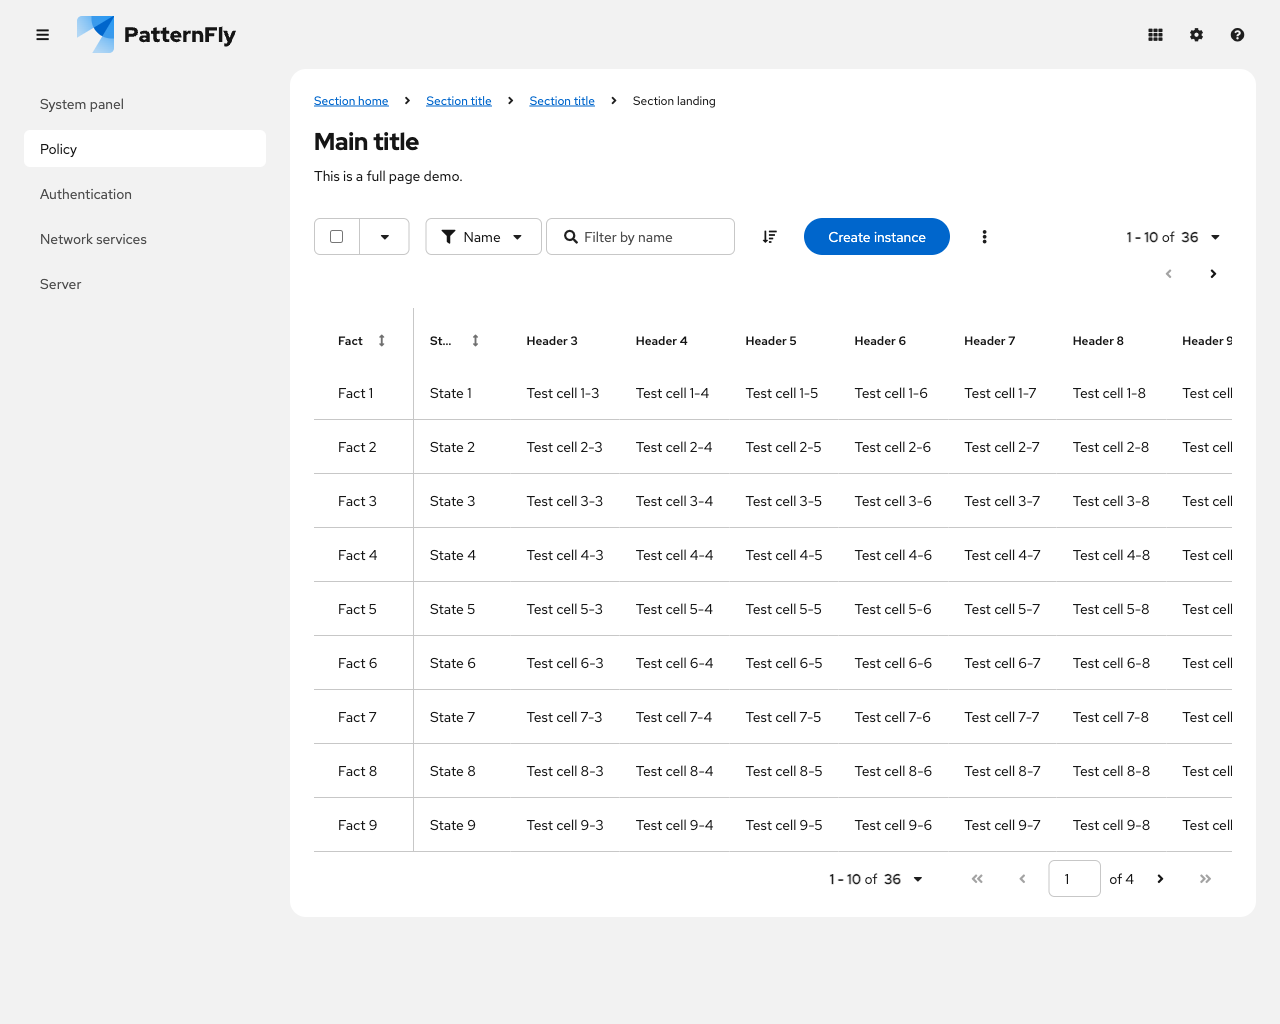 PatternFly
System panel
Policy
Authentication
Network services
Server
Section home Section title Section title Section landing
Main title
This is a full page demo.
Name Filter by name Create instance 1 - 10 of 36
Fact St... Header 3 Header 4 Header 5 Header 6 Header 7 Header 8 Header 9
Fact 1 State 1 Test cell 1-3 Test cell 1-4 Test cell 1-5 Test cell 1-6 Test cell 1-7 Test cell 1-8 Test cell
Fact 2 State 2 Test cell 2-3 Test cell 2-4 Test cell 2-5 Test cell 2-6 Test cell 2-7 Test cell 2-8 Test cell
Fact 3 State 3 Test cell 3-3 Test cell 3-4 Test cell 3-5 Test cell 3-6 Test cell 3-7 Test cell 3-8 Test cell
Fact 4 State 4 Test cell 4-3 Test cell 4-4 Test cell 4-5 Test cell 4-6 Test cell 4-7 Test cell 4-8 Test cell
Fact 5 State 5 Test cell 5-3 Test cell 5-4 Test cell 5-5 Test cell 5-6 Test cell 5-7 Test cell 5-8 Test cell
Fact 6 State 6 Test cell 6-3 Test cell 6-4 Test cell 6-5 Test cell 6-6 Test cell 6-7 Test cell 6-8 Test cell
Fact 7 State 7 Test cell 7-3 Test cell 7-4 Test cell 7-5 Test cell 7-6 Test cell 7-7 Test cell 7-8 Test cell
Fact 8 State 8 Test cell 8-3 Test cell 8-4 Test cell 8-5 Test cell 8-6 Test cell 8-7 Test cell 8-8 Test cell
Fact 9 State 9 Test cell 9-3 Test cell 9-4 Test cell 9-5 Test cell 9-6 Test cell 9-7 Test cell 9-8 Test cell
1 - 10 of 36 1 of 4